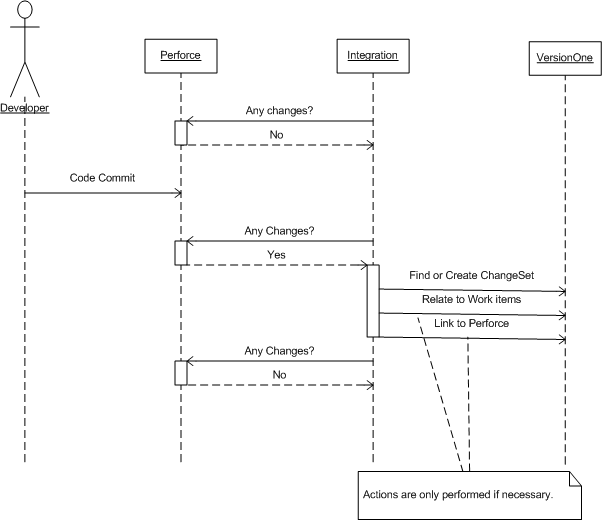 Perforce
Integration
VersionOne
Developer
Any changes?
No
Code Commit
Any Changes?
Yes
Find or Create ChangeSet
Relate to Work items
Link to Perforce
Any Changes?
No
Actions are only performed if necessary.